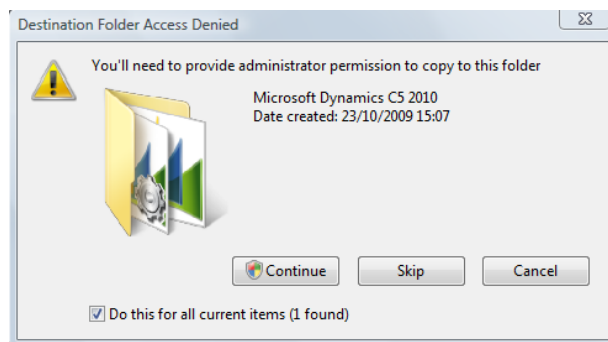 Destination Folder Access Denied
You'll need to provide administrator permission to copy to this folder
Microsoft Dynamics C5 2010
Date created: 23/10/2009 15:07
Continue
Skip
Cancel
Do this for all current items (1 found)